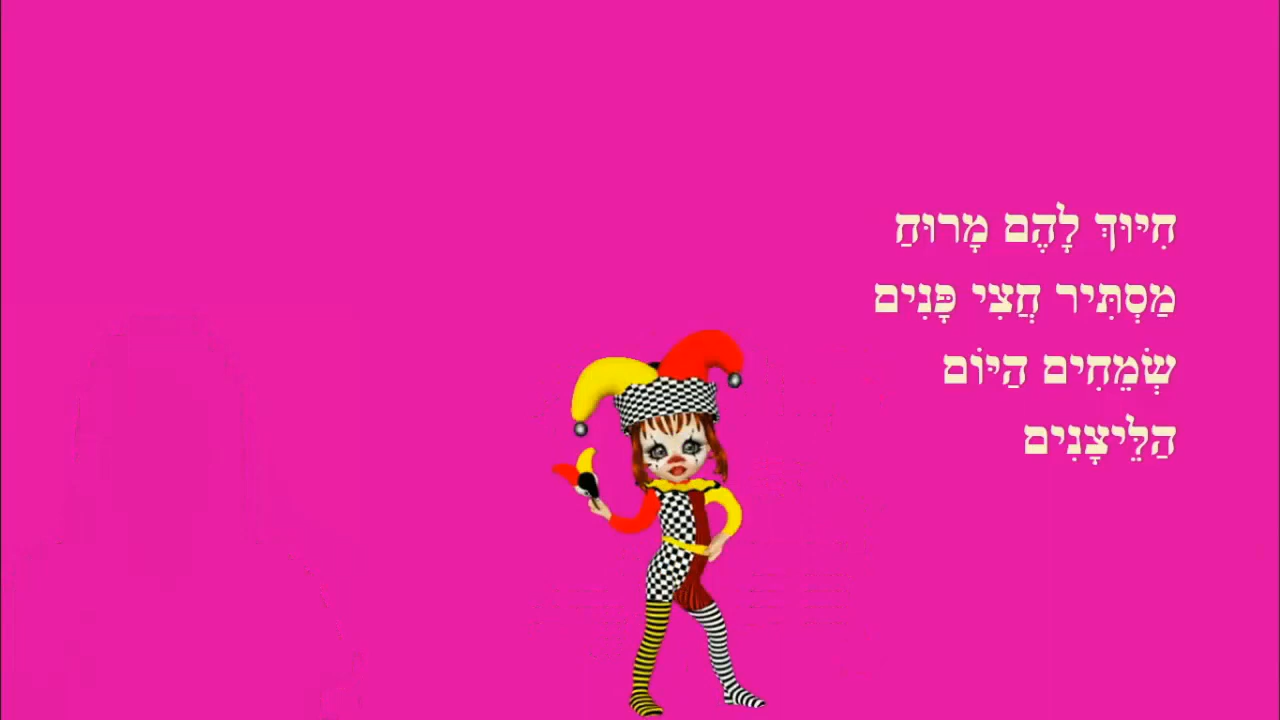 חִיּוּךְ לָהֶם מָרוּחַ
מַסְתִּיר חֲצִי פָּנִים
שְׂמֵחִים הַיּוֹם
הַלֵּיצָנִים